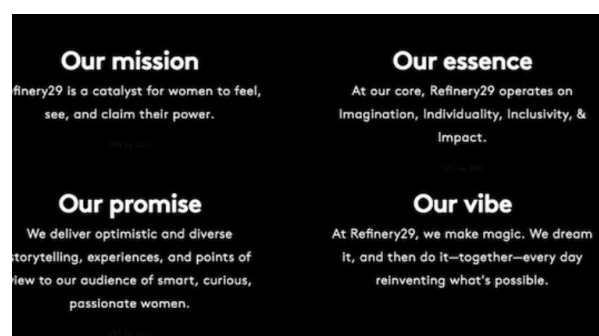 Our mission
finery29 is a catalyst for women to feel,
see, and claim their power.
Our essence
At our core, Refinery29 operates on
Imagination, Individuality, Inclusivity, &
Impact.
Our promise
We deliver optimistic and diverse
storytelling, experiences, and points of
view to our audience of smart, curious,
passionate women.
Our vibe
At Refinery29, we make magic. We dream
it, and then do it—together—every day
reinventing what's possible.